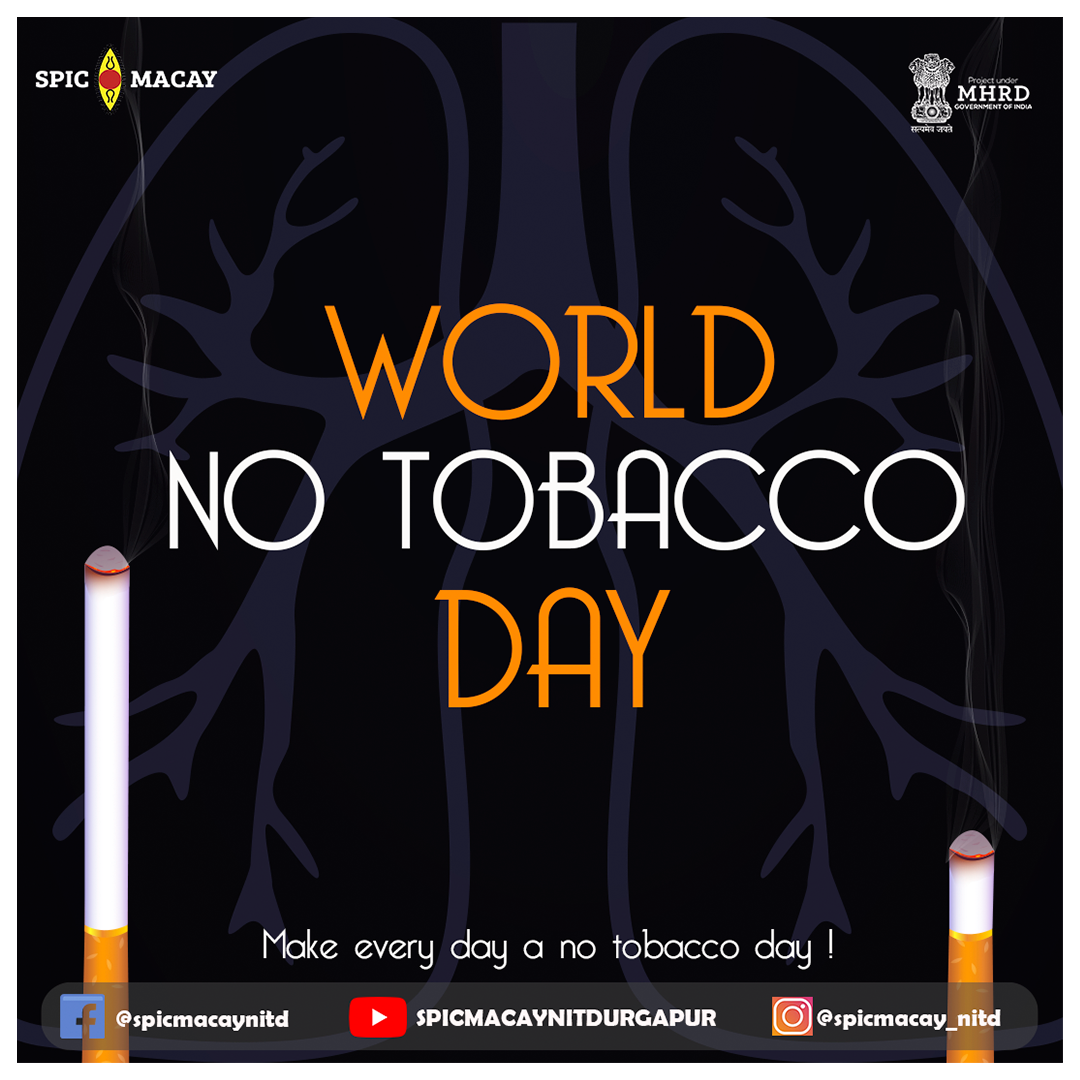 SPIC MACAY
Project under
MHRD
GOVERNMENT OF INDIA
सत्यमेव जयते
WORLD
NO TOBACCO
DAY
Make every day a no tobacco day !
@spicmacaynitd
SPICMACAYNITDURGAPUR
@spicmacay_nitd